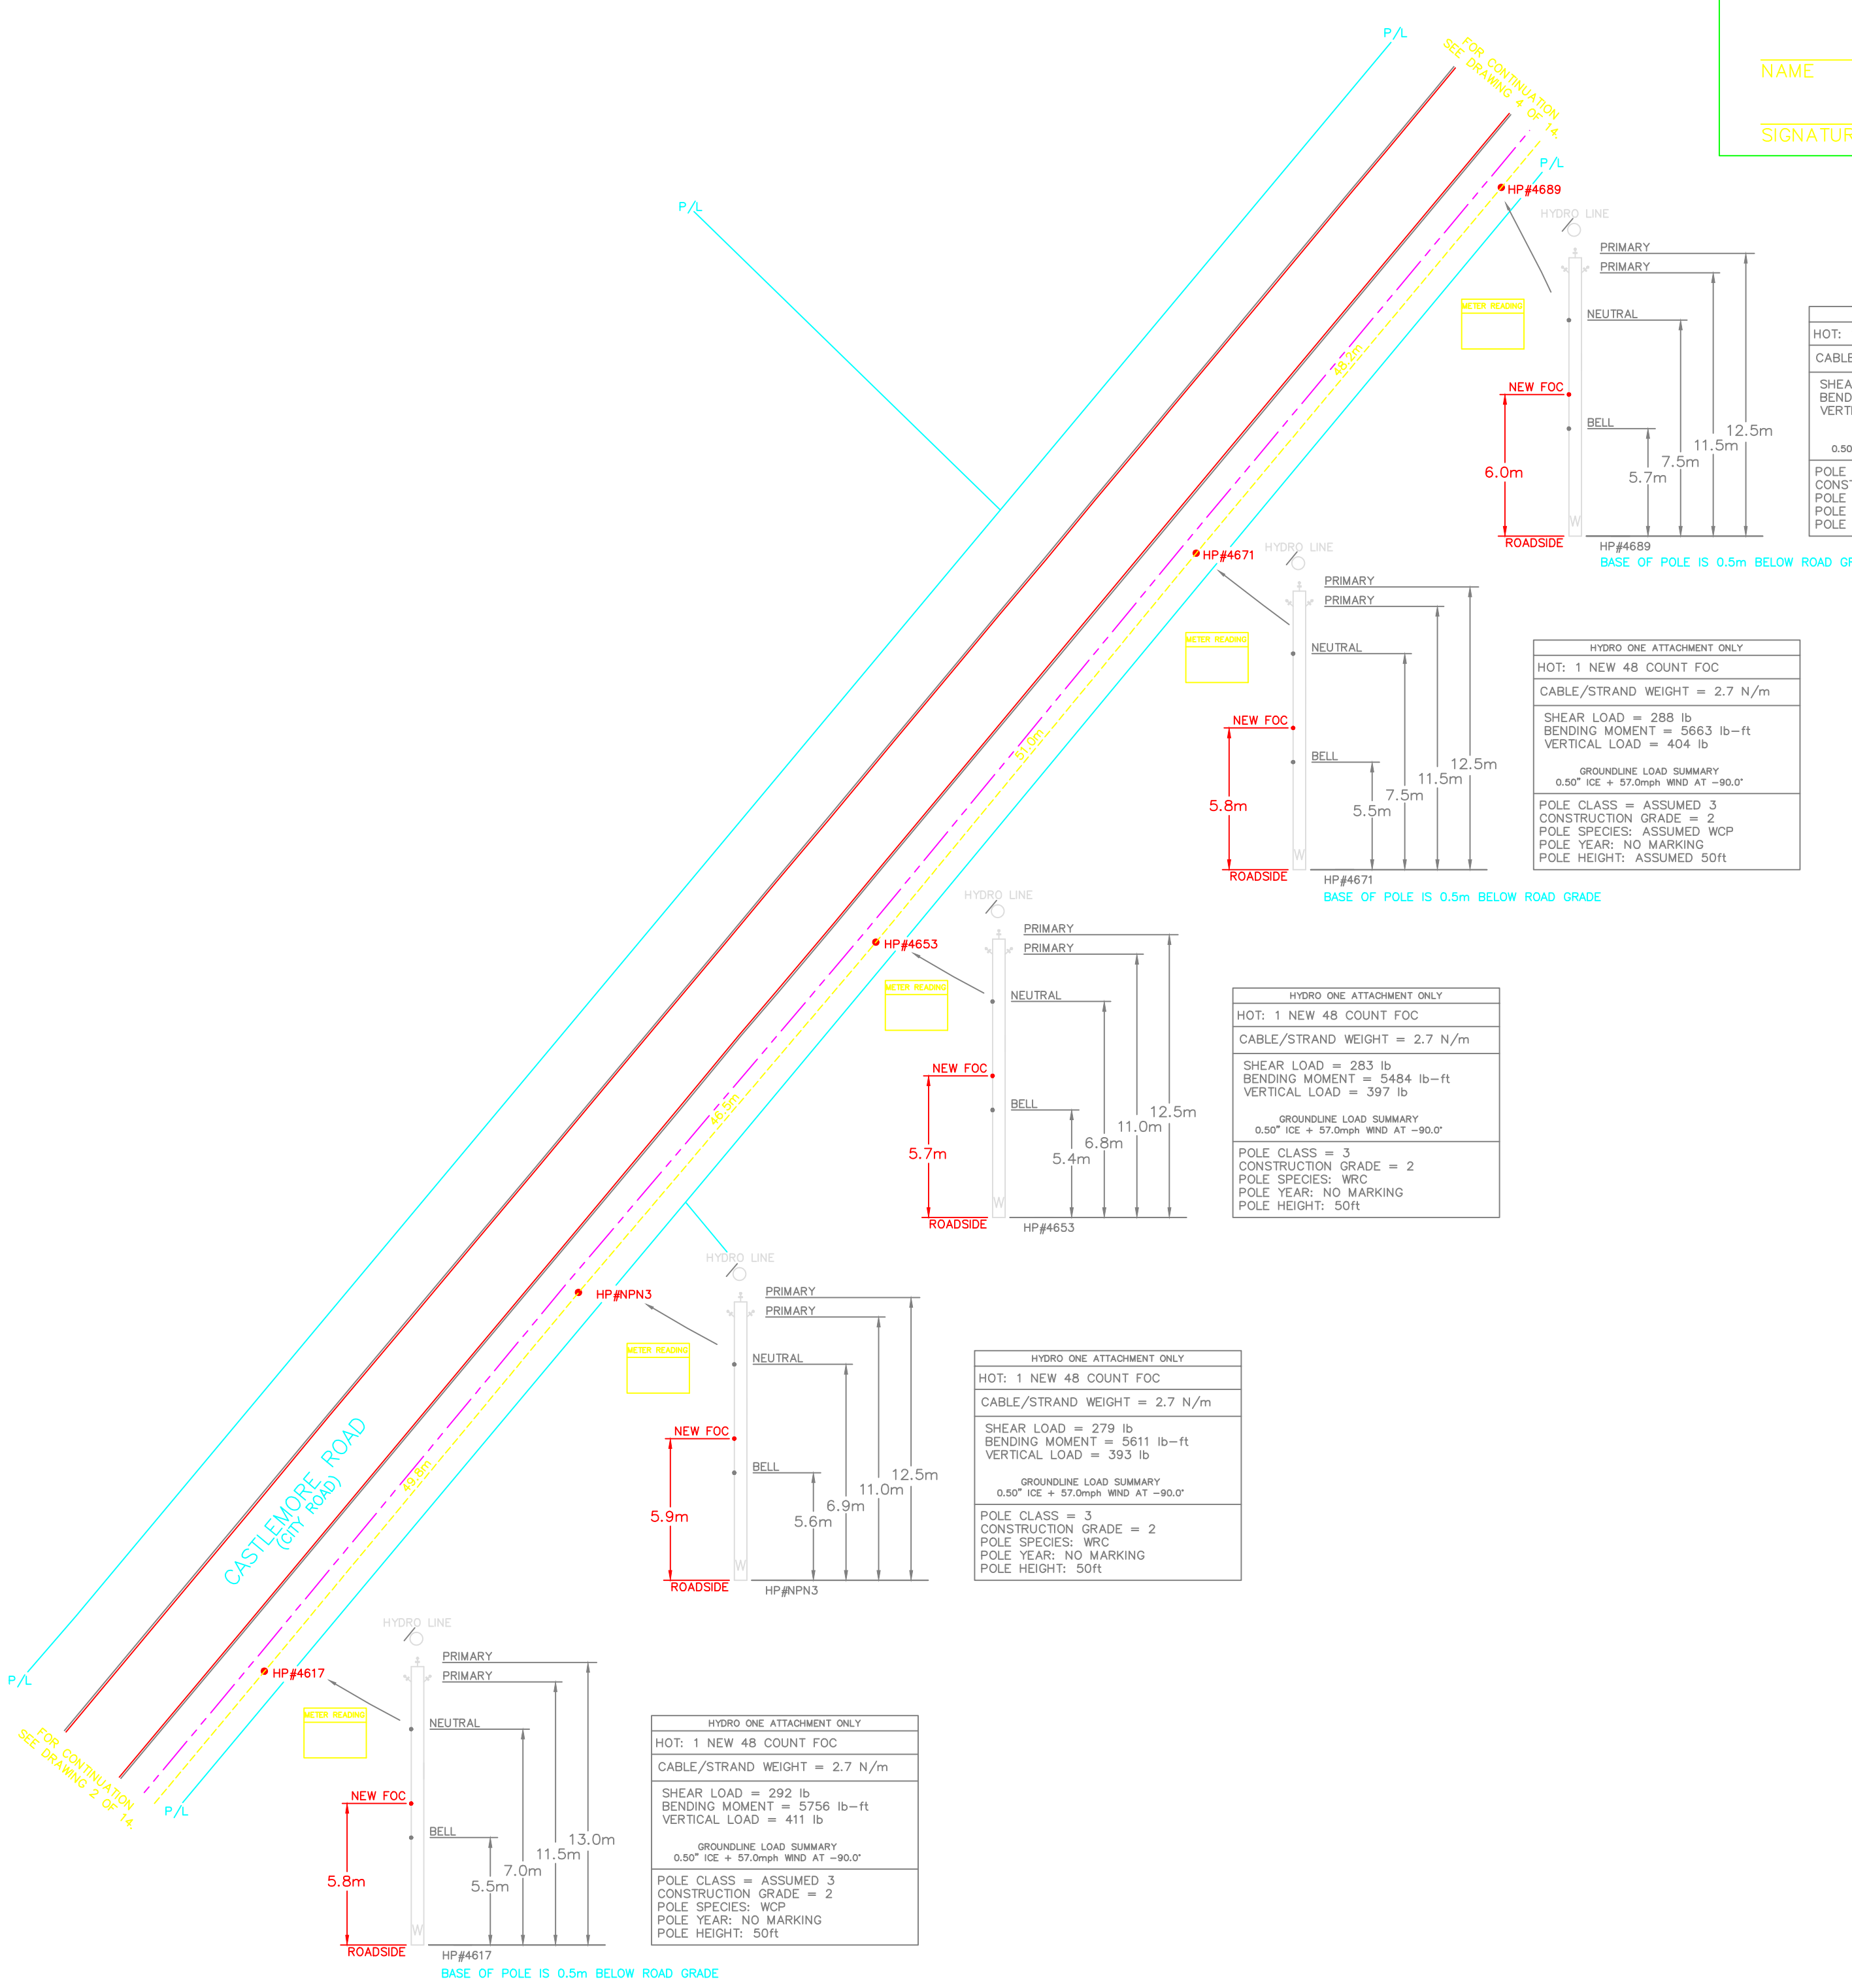 NAME
P/L
FOR CONTINUATION
SEE DRAWING 4 OF 14.
P/L
P/L
HP#4689
HYDRO LINE
PRIMARY
PRIMARY
METER READING
NEUTRAL
NEW FOC
BELL
12.5m
11.5m
7.5m
5.7m
6.0m
W
ROADSIDE
HP#4689
BASE OF POLE IS 0.5m BELOW ROAD
HOT:
POLE
POLE
POLE
POLE
48.2m
HP#4671
HYDRO LINE
PRIMARY
PRIMARY
METER READING
NEUTRAL
NEW FOC
BELL
12.5m
11.5m
7.5m
5.5m
5.8m
W
ROADSIDE
HP#4671
BASE OF POLE IS 0.5m BELOW ROAD GRADE
HYDRO ONE ATTACHMENT ONLY
HOT: 1 NEW 48 COUNT FOC
CABLE/STRAND WEIGHT = 2.7 N/m
SHEAR LOAD = 288 lb
BENDING MOMENT = 5663 lb-ft
VERTICAL LOAD = 404 lb
GROUNDLINE LOAD SUMMARY
0.50" ICE + 57.0mph WIND AT -90.0°
POLE CLASS = ASSUMED 3
CONSTRUCTION GRADE = 2
POLE SPECIES: ASSUMED WCP
POLE YEAR: NO MARKING
POLE HEIGHT: ASSUMED 50ft
51.0m
HP#4653
HYDRO LINE
PRIMARY
PRIMARY
METER READING
NEUTRAL
NEW FOC
BELL
12.5m
11.0m
6.8m
5.4m
5.7m
W
ROADSIDE
HP#4653
HYDRO ONE ATTACHMENT ONLY
HOT: 1 NEW 48 COUNT FOC
CABLE/STRAND WEIGHT = 2.7 N/m
SHEAR LOAD = 283 lb
BENDING MOMENT = 5484 lb-ft
VERTICAL LOAD = 397 lb
GROUNDLINE LOAD SUMMARY
0.50" ICE + 57.0mph WIND AT -90.0°
POLE CLASS = 3
CONSTRUCTION GRADE = 2
POLE SPECIES: WRC
POLE YEAR: NO MARKING
POLE HEIGHT: 50ft
46.5m
HP#NPN3
HYDRO LINE
PRIMARY
PRIMARY
METER READING
NEUTRAL
NEW FOC
BELL
12.5m
11.0m
6.9m
5.6m
5.9m
W
ROADSIDE
HP#NPN3
HYDRO ONE ATTACHMENT ONLY
HOT: 1 NEW 48 COUNT FOC
CABLE/STRAND WEIGHT = 2.7 N/m
SHEAR LOAD = 279 lb
BENDING MOMENT = 5611 lb-ft
VERTICAL LOAD = 393 lb
GROUNDLINE LOAD SUMMARY
0.50" ICE + 57.0mph WIND AT -90.0°
POLE CLASS = 3
CONSTRUCTION GRADE = 2
POLE SPECIES: WRC
POLE YEAR: NO MARKING
POLE HEIGHT: 50ft
49.8m
CASTLEMORE ROAD
(CITY ROAD)
P/L
FOR CONTINUATION
SEE DRAWING 2 OF 14.
P/L
HP#4617
HYDRO LINE
PRIMARY
PRIMARY
METER READING
NEUTRAL
NEW FOC
BELL
13.0m
11.5m
7.0m
5.5m
5.8m
W
ROADSIDE
HP#4617
BASE OF POLE IS 0.5m BELOW ROAD GRADE
HYDRO ONE ATTACHMENT ONLY
HOT: 1 NEW 48 COUNT FOC
CABLE/STRAND WEIGHT = 2.7 N/m
SHEAR LOAD = 292 lb
BENDING MOMENT = 5756 lb-ft
VERTICAL LOAD = 411 lb
GROUNDLINE LOAD SUMMARY
0.50" ICE + 57.0mph WIND AT -90.0°
POLE CLASS = ASSUMED 3
CONSTRUCTION GRADE = 2
POLE SPECIES: WCP
POLE YEAR: NO MARKING
POLE HEIGHT: 50ft